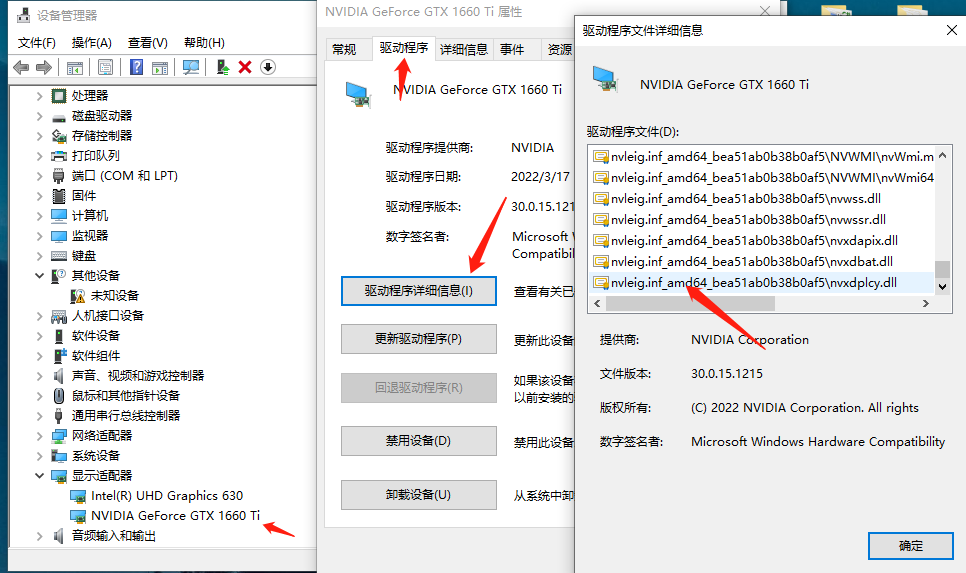 设备管理器
文件(F) 操作(A) 查看(V) 帮助(H)
处理器
磁盘驱动器
存储控制器
打印队列
端口 (COM 和 LPT)
固件
计算机
监视器
键盘
其他设备
未知设备
人机接口设备
软件设备
软件组件
声音、视频和游戏控制器
鼠标和其他指针设备
通用串行总线控制器
网络适配器
系统设备
显示适配器
Intel(R) UHD Graphics 630
NVIDIA GeForce GTX 1660 Ti
音频输入和输出
NVIDIA GeForce GTX 1660 Ti 属性
常规 驱动程序 详细信息 事件 资源
NVIDIA GeForce GTX 1660 Ti
驱动程序提供商: NVIDIA
驱动程序日期: 2022/3/17
驱动程序版本: 30.0.15.121
数字签名者: Microsoft
Compatibil
驱动程序详细信息(I) 查看有关已
更新驱动程序(P) 更新此设备
回退驱动程序(R) 如果该设备
以前安装的
禁用设备(D) 禁用此设备
卸载设备(U) 从系统中卸
驱动程序文件详细信息
NVIDIA GeForce GTX 1660 Ti
驱动程序文件(D):
nvleig.inf_amd64_bea51ab0b38b0af5\NVWMI\nvWmi.m
nvleig.inf_amd64_bea51ab0b38b0af5\NVWMI\nvWmi64
nvleig.inf_amd64_bea51ab0b38b0af5\nvwss.dll
nvleig.inf_amd64_bea51ab0b38b0af5\nvwssr.dll
nvleig.inf_amd64_bea51ab0b38b0af5\nvxdapix.dll
nvleig.inf_amd64_bea51ab0b38b0af5\nvxdbat.dll
nvleig.inf_amd64_bea51ab0b38b0af5\nvxdplcy.dll
提供商: NVIDIA Corporation
文件版本: 30.0.15.1215
版权所有: (C) 2022 NVIDIA Corporation. All rights
数字签名者: Microsoft Windows Hardware Compatibility
确定